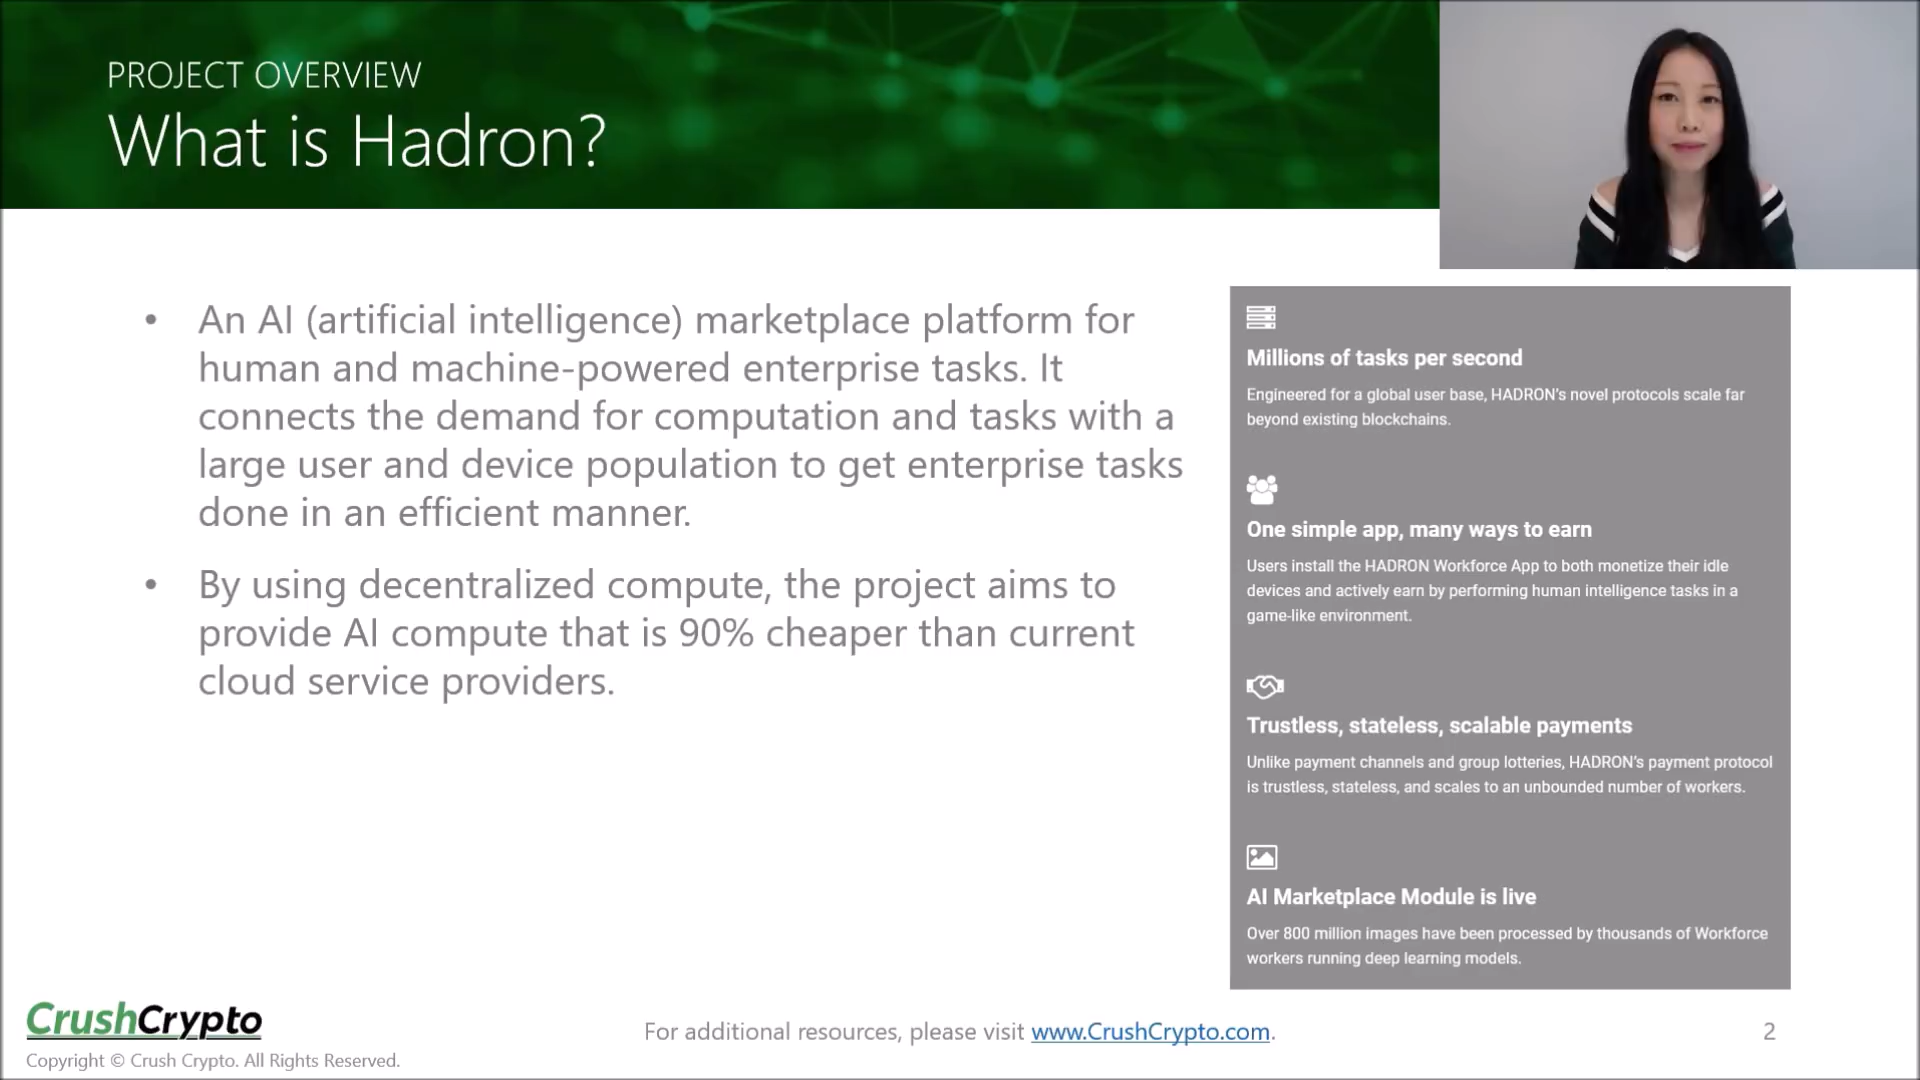 PROJECT OVERVIEW
What is Hadron?
• An AI (artificial intelligence) marketplace platform for
human and machine-powered enterprise tasks. It
connects the demand for computation and tasks with a
large user and device population to get enterprise tasks
done in an efficient manner.
• By using decentralized compute, the project aims to
provide AI compute that is 90% cheaper than current
cloud service providers.
Millions of tasks per second
Engineered for a global user base, HADRON's novel protocols scale far
beyond existing blockchains.
One simple app, many ways to earn
Users install the HADRON Workforce App to both monetize their idle
devices and actively earn by performing human intelligence tasks in a
game-like environment.
Trustless, stateless, scalable payments
Unlike payment channels and group lotteries, HADRON's payment protocol
is trustless, stateless, and scales to an unbounded number of workers.
AI Marketplace Module is live
Over 800 million images have been processed by thousands of Workforce
workers running deep learning models.
CrushCrypto
Copyright © Crush Crypto. All Rights Reserved.
For additional resources, please visit www.CrushCrypto.com.
2